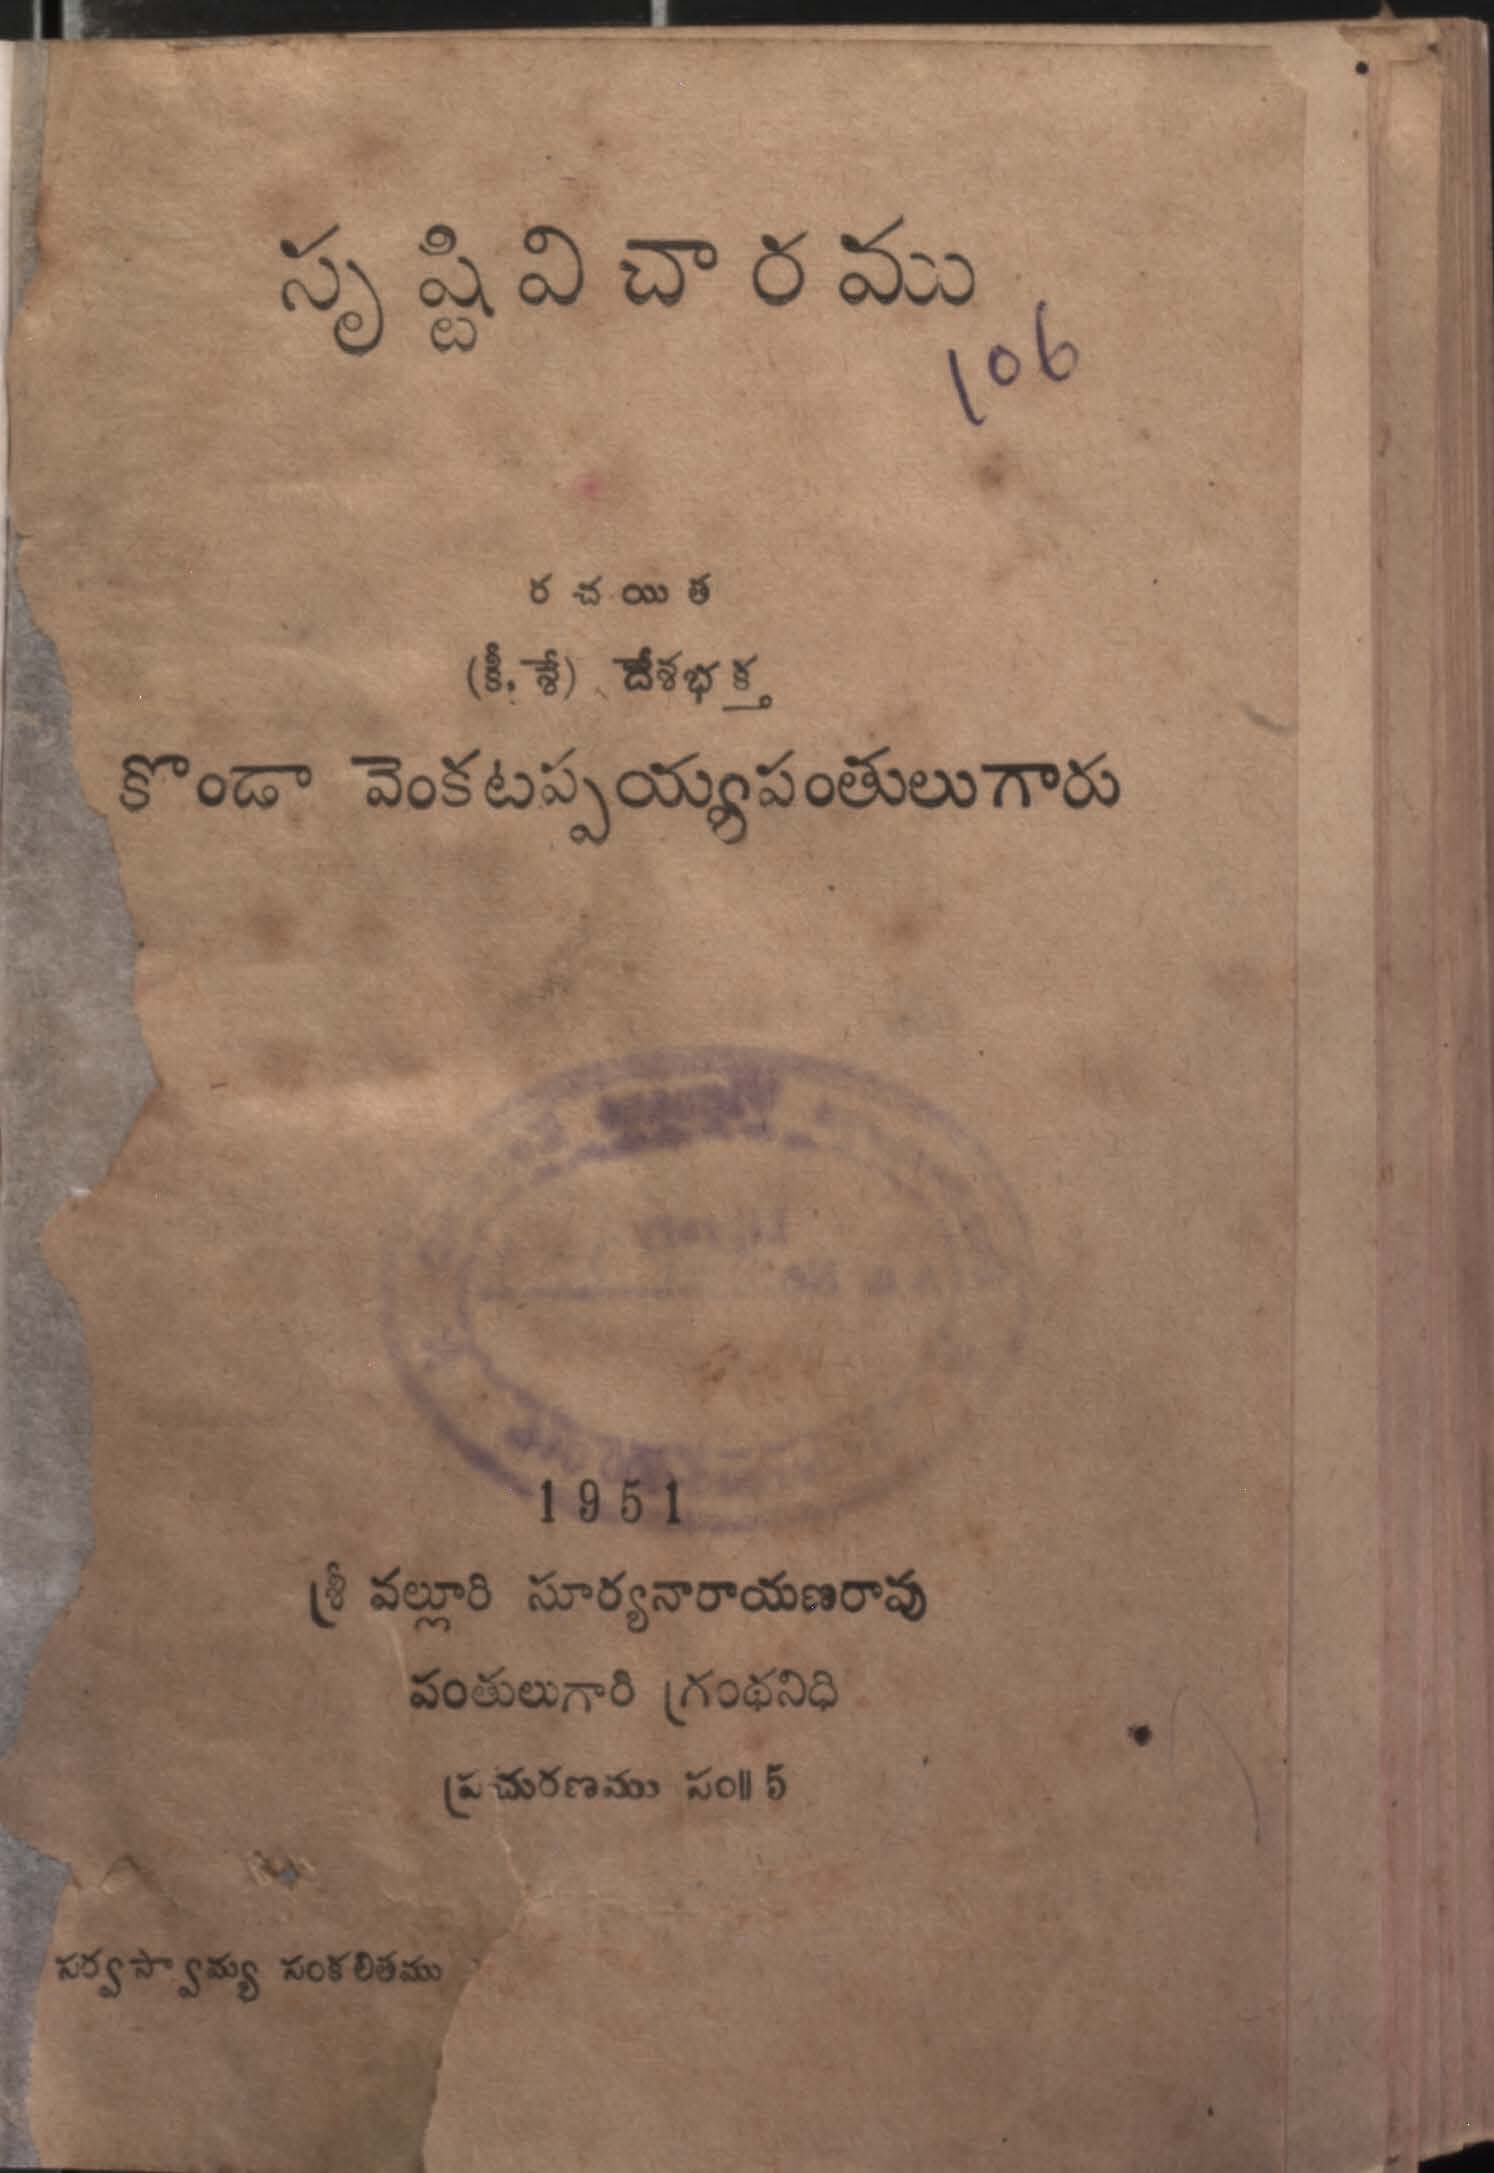 సృష్టివిచారము
106
రచయిత
(కీ. శే) దేశభక్త
కొండా వెంకటప్పయ్యపంతులుగారు
1951
శ్రీ వల్లూరి సూర్యనారాయణరావు
పంతులుగారి గ్రంథనిధి
ప్రచురణము సం॥ 5
సర్వస్వామ్య సంకలితము